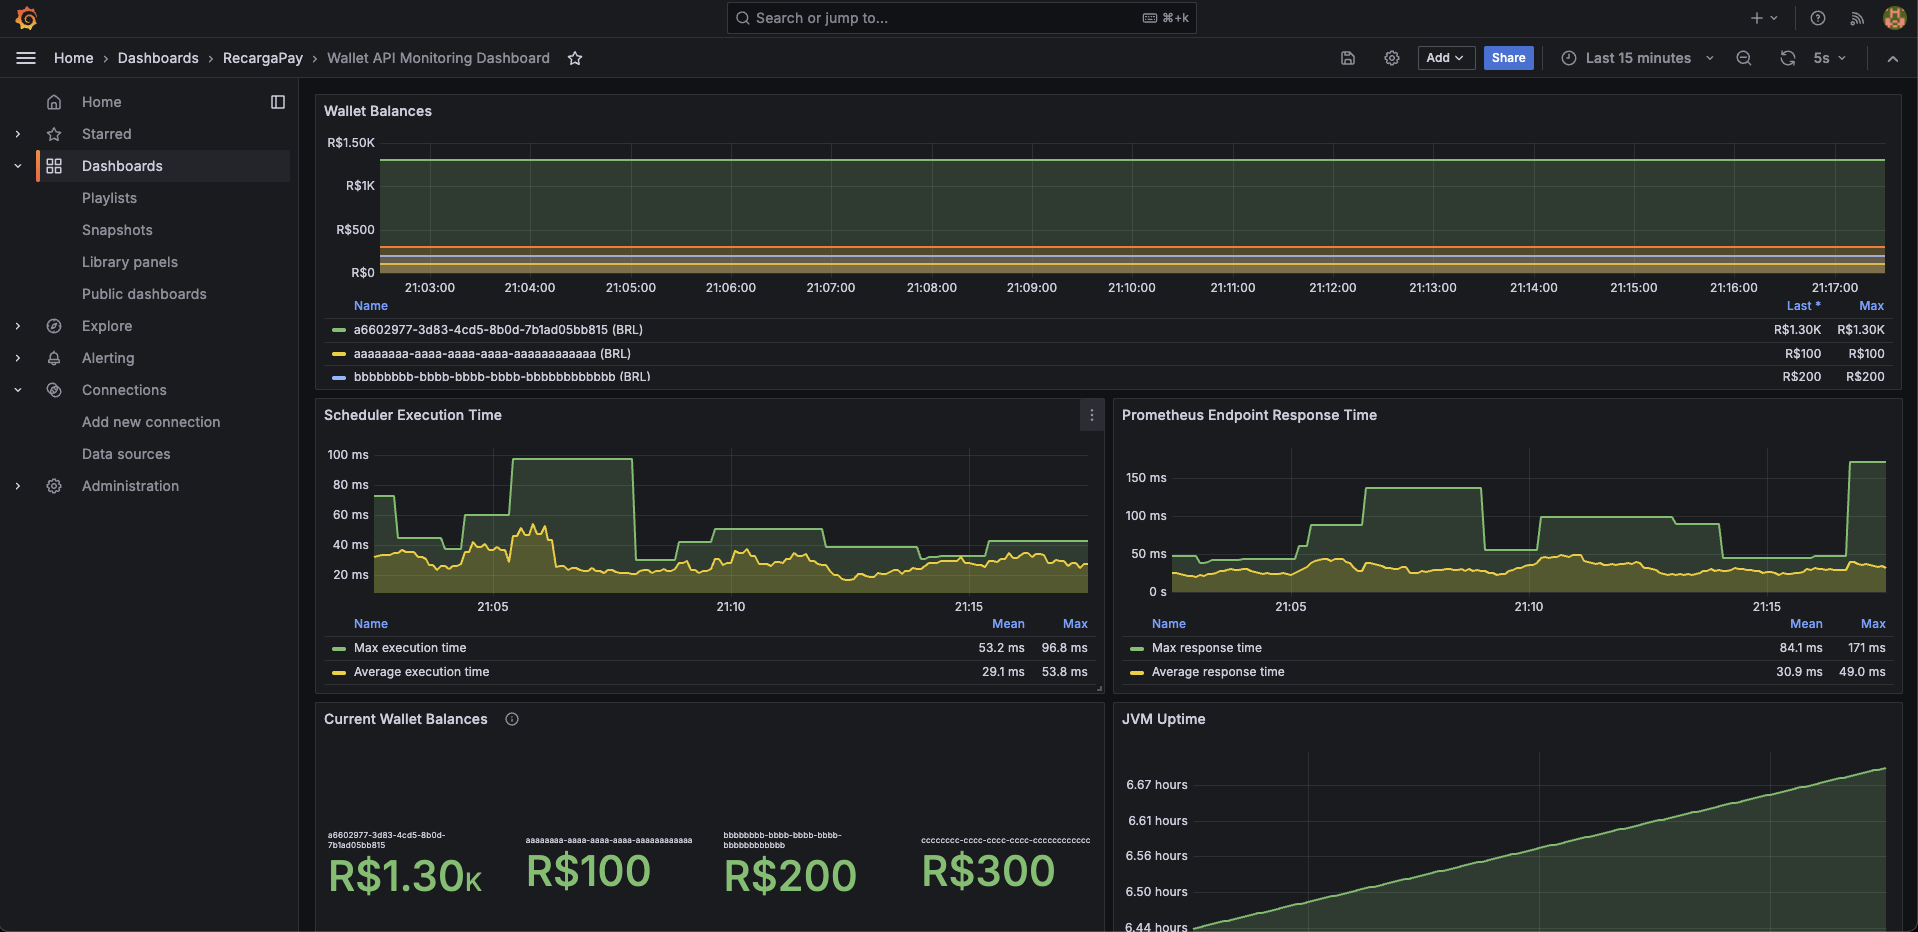 Search or jump to...
⌘+k
Home › Dashboards › RecargaPay › Wallet API Monitoring Dashboard
Add
Share
Last 15 minutes
5s
Home
Starred
Dashboards
Playlists
Snapshots
Library panels
Public dashboards
Explore
Alerting
Connections
Add new connection
Data sources
Administration
Wallet Balances
R$1.50K
R$1K
R$500
R$0
21:03:00 21:04:00 21:05:00 21:06:00 21:07:00 21:08:00 21:09:00 21:10:00 21:11:00 21:12:00 21:13:00 21:14:00 21:15:00 21:16:00 21:17:00
Name Last * Max
a6602977-3d83-4cd5-8b0d-7b1ad05bb815 (BRL) R$1.30K R$1.30K
aaaaaaaa-aaaa-aaaa-aaaa-aaaaaaaaaaaa (BRL) R$100 R$100
bbbbbbbb-bbbb-bbbb-bbbb-bbbbbbbbbbbb (BRL) R$200 R$200
Scheduler Execution Time
100 ms
80 ms
60 ms
40 ms
20 ms
21:05 21:10 21:15
Name Mean Max
Max execution time 53.2 ms 96.8 ms
Average execution time 29.1 ms 53.8 ms
Prometheus Endpoint Response Time
150 ms
100 ms
50 ms
0 s
21:05 21:10 21:15
Name Mean Max
Max response time 84.1 ms 171 ms
Average response time 30.9 ms 49.0 ms
Current Wallet Balances
a6602977-3d83-4cd5-8b0d-
7b1ad05bb815
R$1.30K
aaaaaaaa-aaaa-aaaa-aaaa-aaaaaaaaaaaa
R$100
bbbbbbbb-bbbb-bbbb-bbbb-
bbbbbbbbbbbb
R$200
cccccccc-cccc-cccc-cccc-cccccccccccc
R$300
JVM Uptime
6.67 hours
6.61 hours
6.56 hours
6.50 hours
6.44 hours